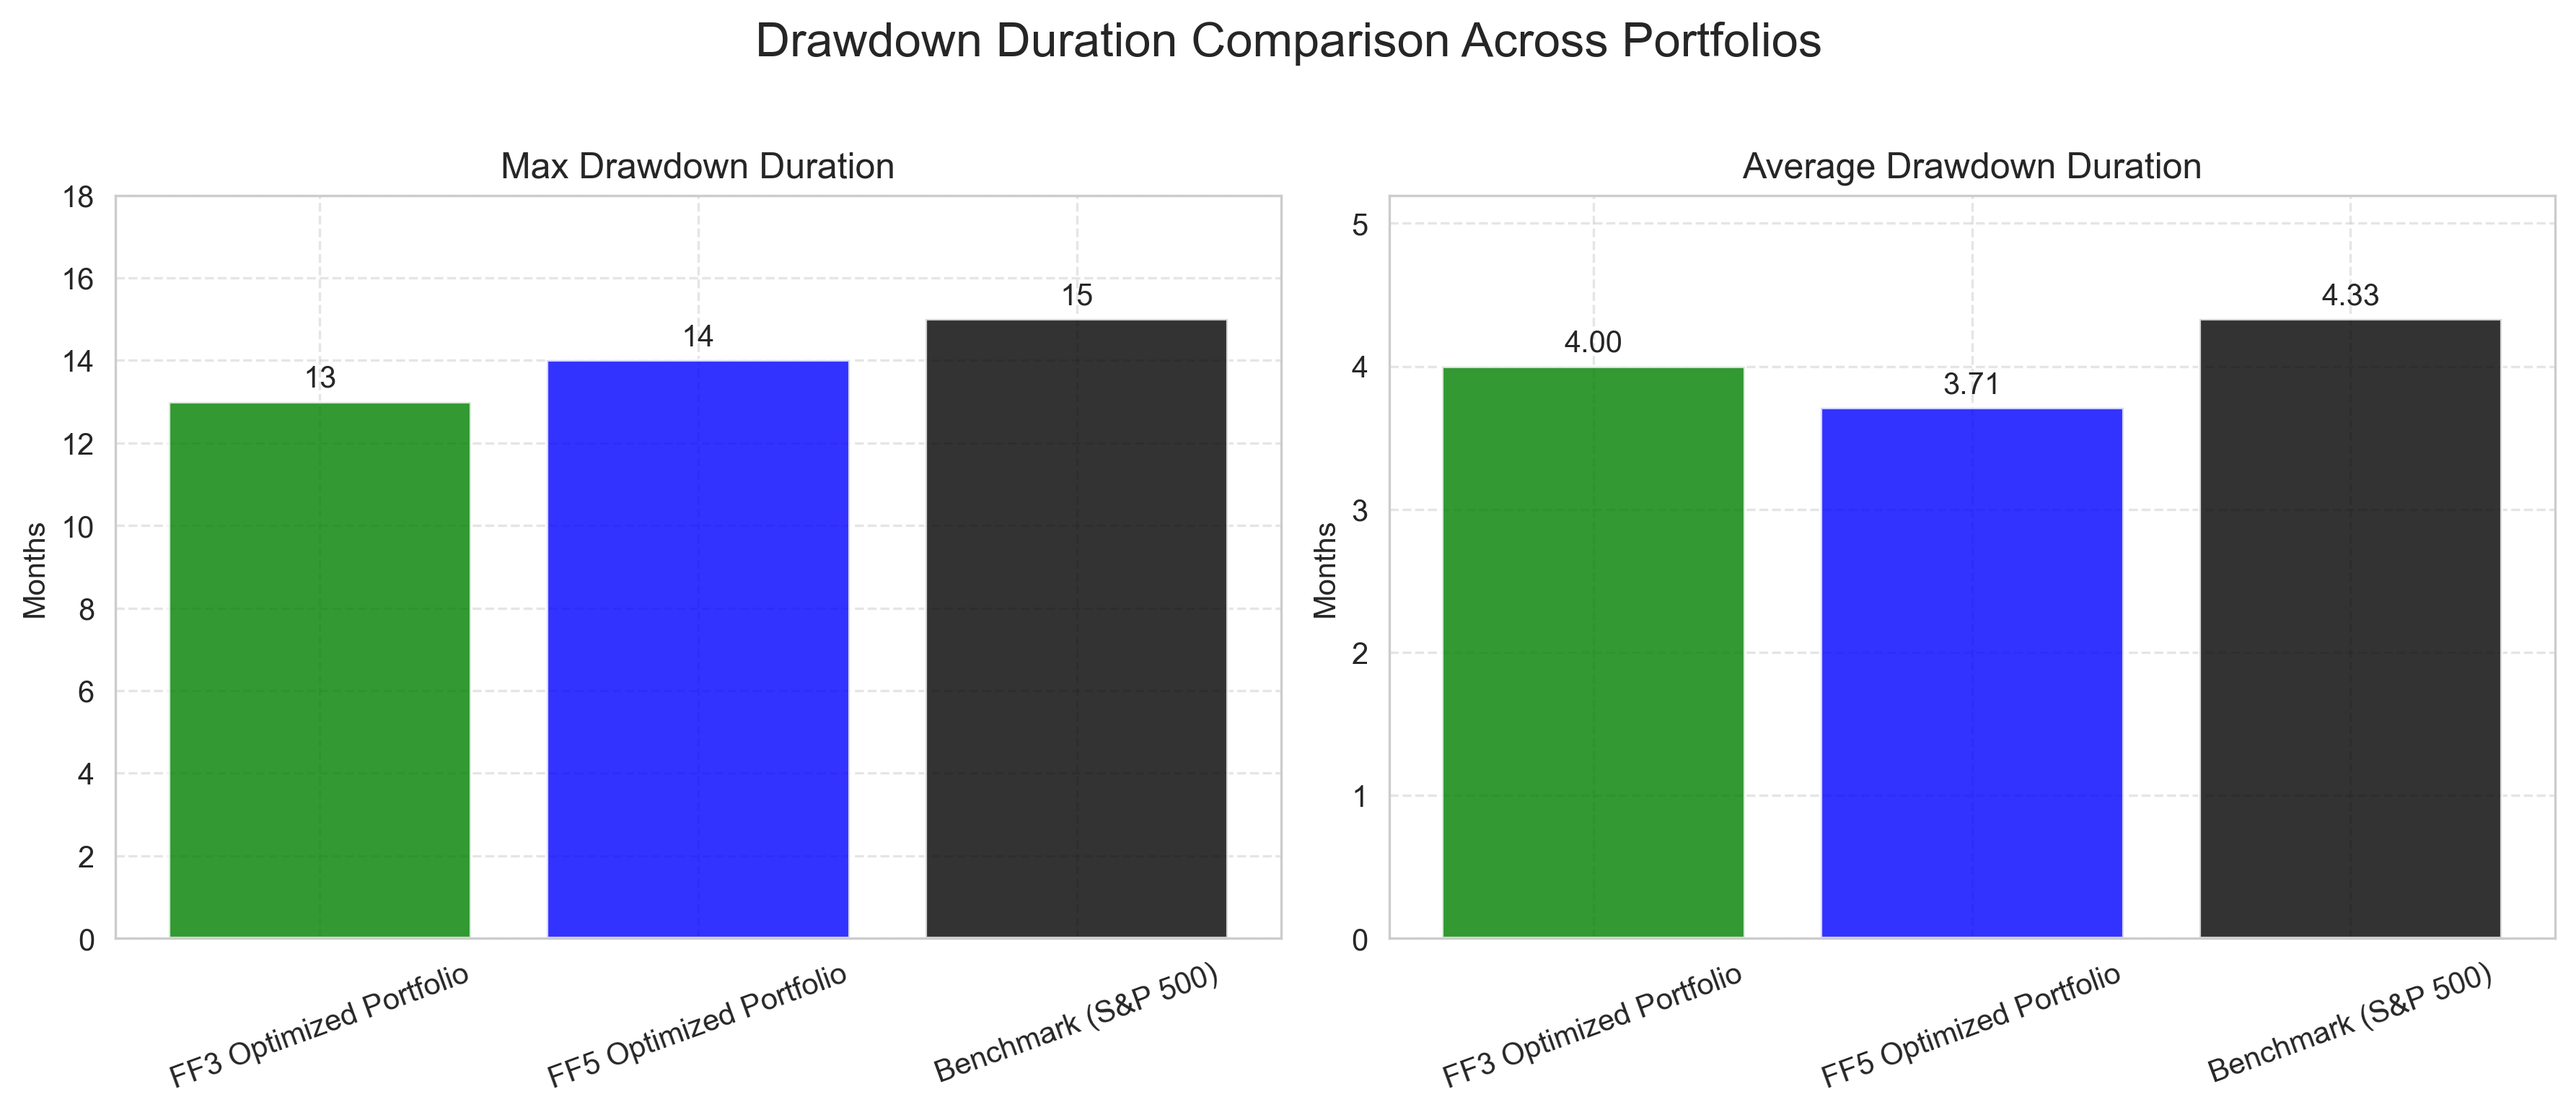 Drawdown Duration Comparison Across Portfolios
Max Drawdown Duration
Months
18
16
14
12
10
8
6
4
2
0
13
14
15
FF3 Optimized Portfolio
FF5 Optimized Portfolio
Benchmark (S&P 500)
Average Drawdown Duration
Months
5
4
3
2
1
0
4.00
3.71
4.33
FF3 Optimized Portfolio
FF5 Optimized Portfolio
Benchmark (S&P 500)